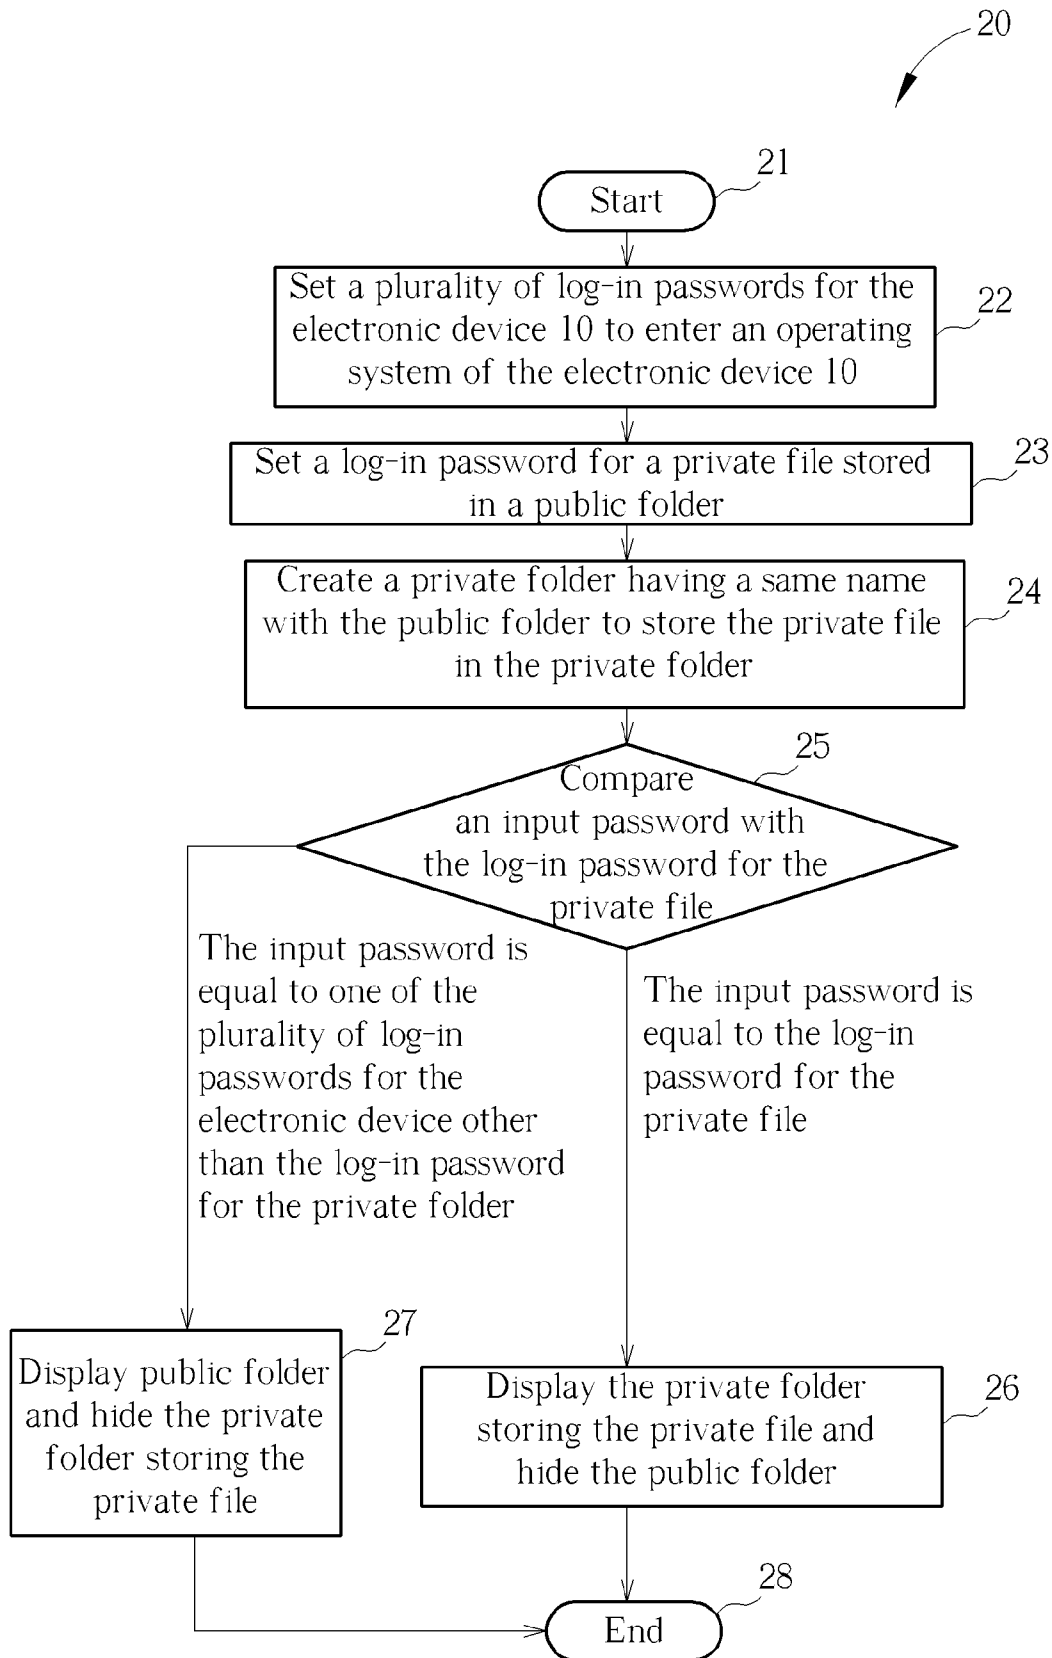 20
Start
21
Set a plurality of log-in passwords for the
electronic device 10 to enter an operating
system of the electronic device 10
22
Set a log-in password for a private file stored
in a public folder
23
Create a private folder having a same name
with the public folder to store the private file
in the private folder
24
Compare
an input password with
the log-in password for the
private file
25
The input password is
equal to one of the
plurality of log-in
passwords for the
electronic device other
than the log-in password
for the private folder
The input password is
equal to the log-in
password for the
private file
Display public folder
and hide the private
folder storing the
private file
27
Display the private folder
storing the private file and
hide the public folder
26
End
28